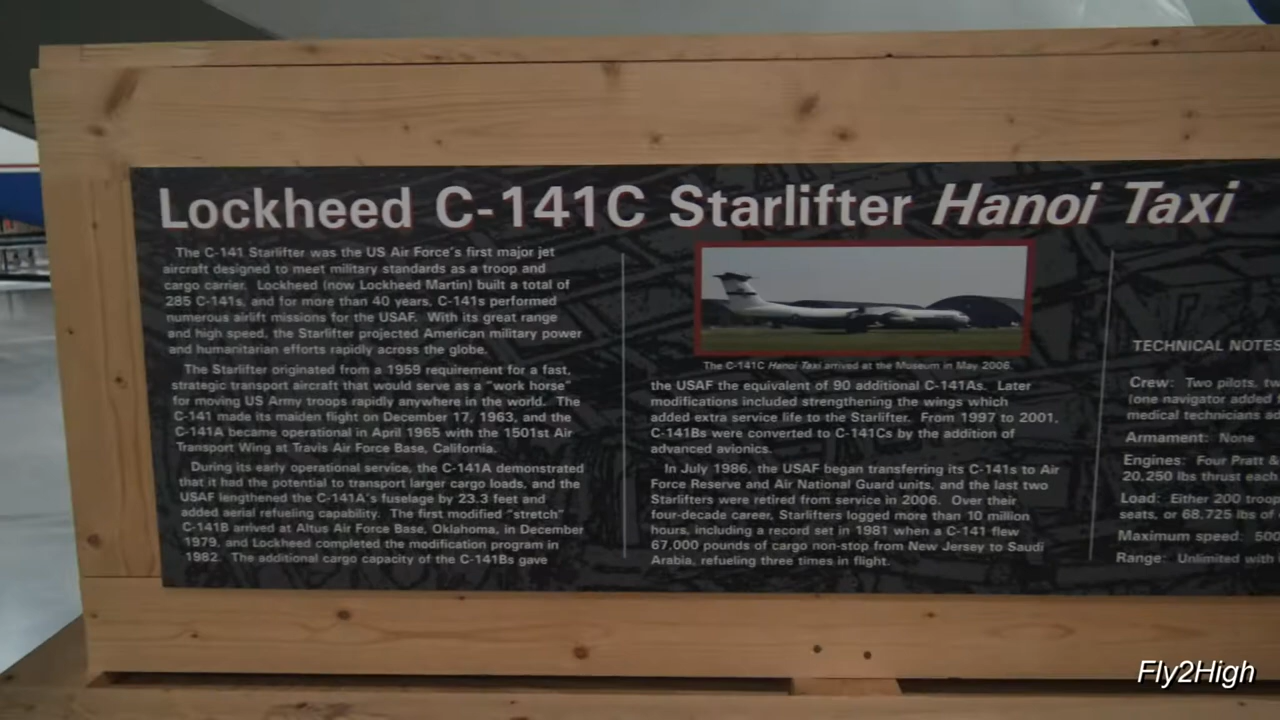 Lockheed C-141C Starlifter Hanoi Taxi
The C-141 Starlifter was the US Air Force's first major jet
aircraft designed to meet military standards as a troop and
cargo carrier. Lockheed (now Lockheed Martin) built a total of
285 C-141s, and for more than 40 years, C-141s performed
numerous airlift missions for the USAF. With its great range
and high speed, the Starlifter projected American military power
and humanitarian efforts rapidly across the globe.
The Starlifter originated from a 1959 requirement for a fast,
strategic transport aircraft that would serve as a "work horse"
for moving US Army troops rapidly anywhere in the world. The
C-141 made its maiden flight on December 17, 1963, and the
C-141A became operational in April 1965 with the 1501st Air
Transport Wing at Travis Air Force Base, California.
During its early operational service, the C-141A demonstrated
that it had the potential to transport larger cargo loads, and the
USAF lengthened the C-141A's fuselage by 23.3 feet and
added aerial refueling capability. The first modified "stretch"
C-141B arrived at Altus Air Force Base, Oklahoma, in December
1979, and Lockheed completed the modification program in
1982. The additional cargo capacity of the C-141Bs gave
The C-141C Hanoi Taxi arrived at the Museum in May 2006.
the USAF the equivalent of 90 additional C-141As. Later
modifications included strengthening the wings which
added extra service life to the Starlifter. From 1997 to 2001,
C-141Bs were converted to C-141Cs by the addition of
advanced avionics.
In July 1986, the USAF began transferring its C-141s to Air
Force Reserve and Air National Guard units, and the last two
Starlifters were retired from service in 2006. Over their
four-decade career, Starlifters logged more than 10 million
hours, including a record set in 1981 when a C-141 flew
67,000 pounds of cargo non-stop from New Jersey to Saudi
Arabia, refueling three times in flight.
TECHNICAL NOTES
Crew: Two pilots,
(one navigator added
medical technicians
Armament: None
Engines: Four Pratt &
20,250 lbs thrust each
Load: Either 200
seats, or 68,725 lbs of
Maximum speed: 500
Range: Unlimited with
Fly2High